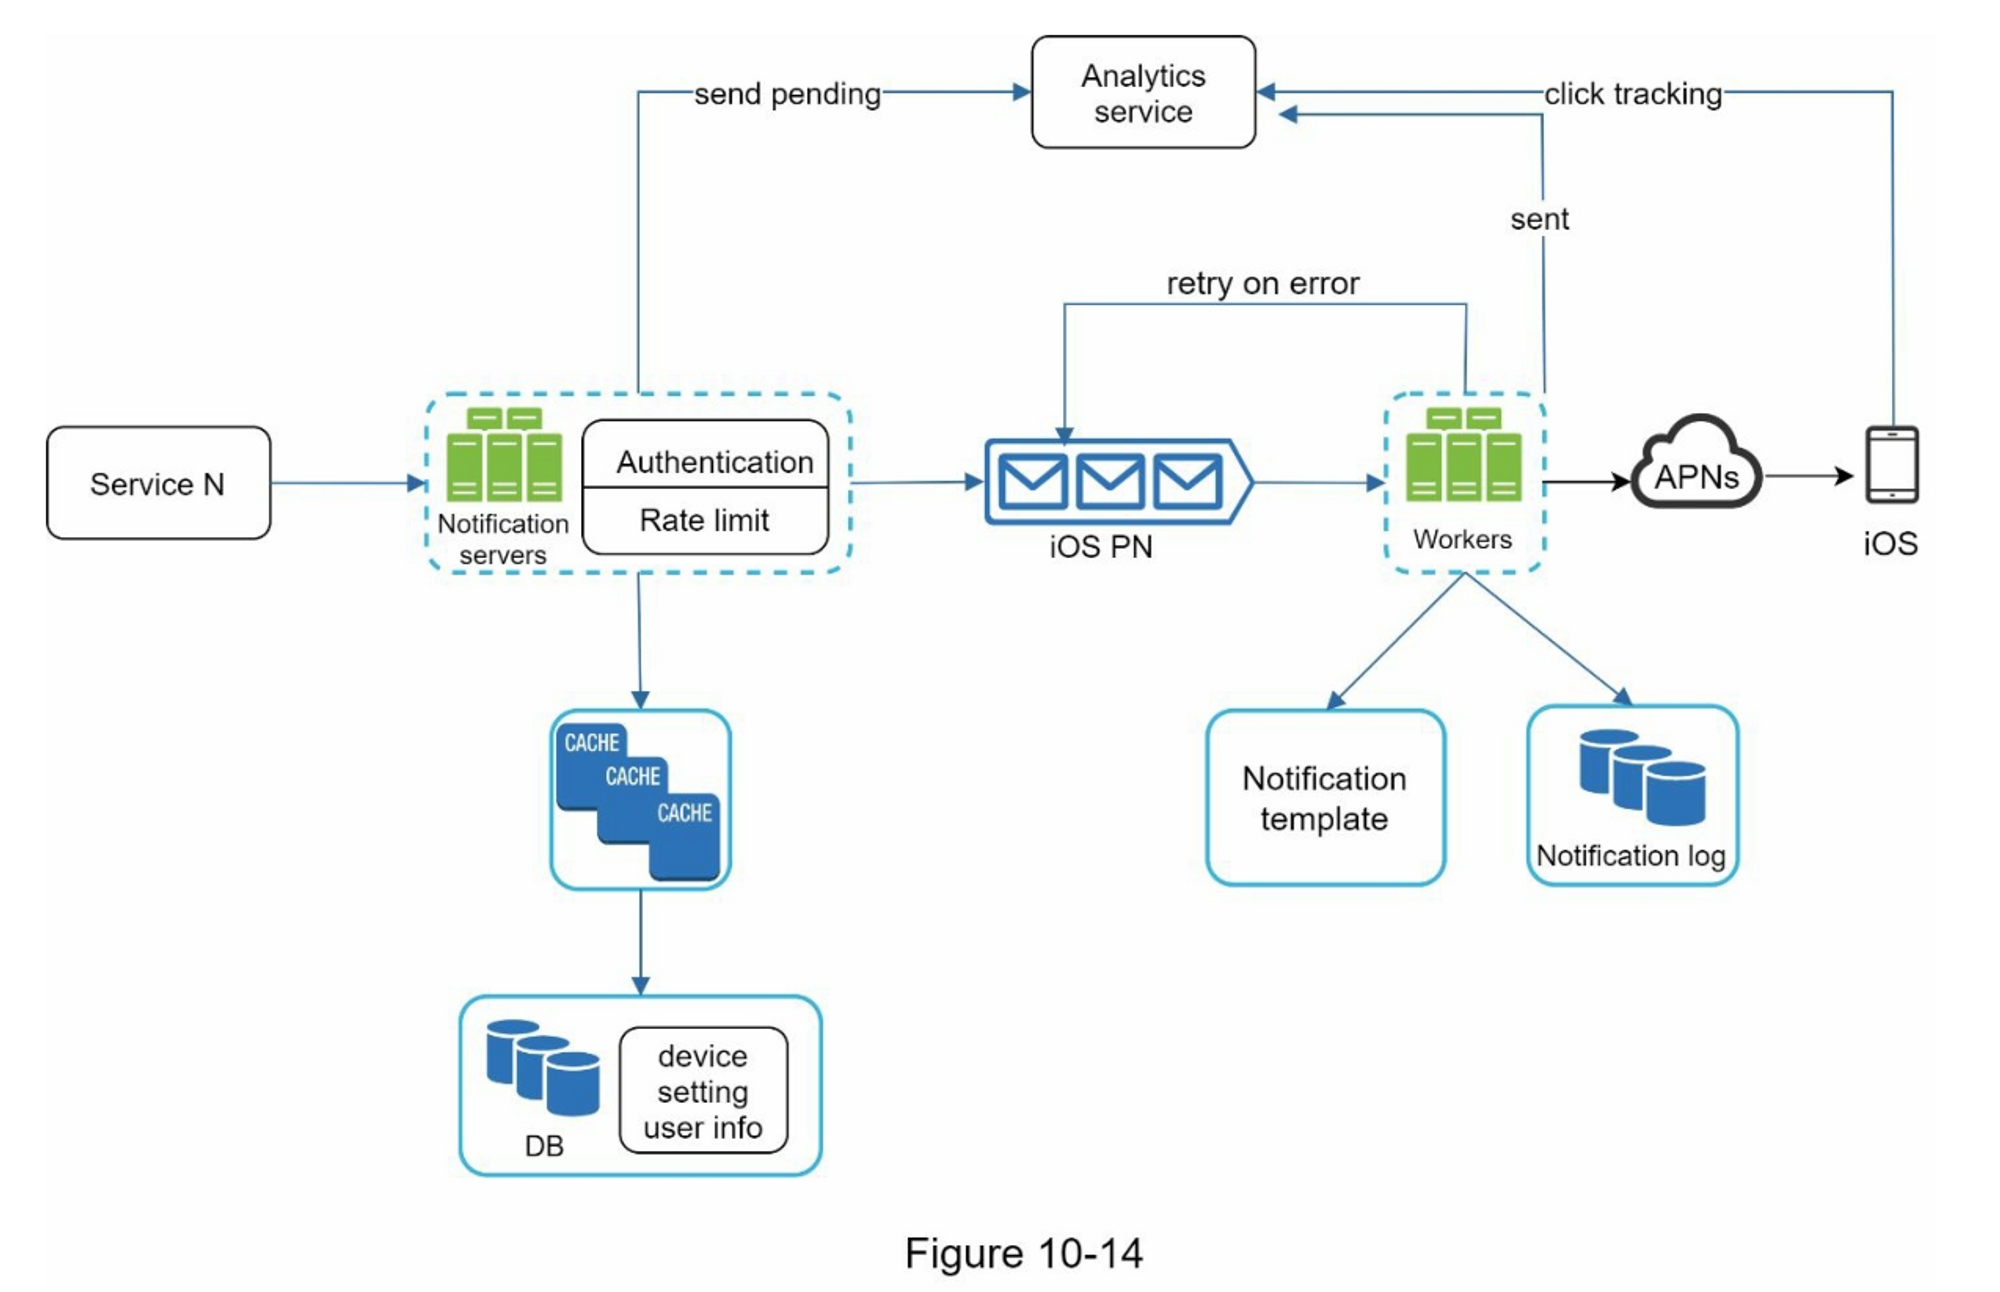 Analytics
service
send pending
click tracking
sent
retry on error
Service N
Notification
servers
Authentication
Rate limit
iOS PN
Workers
APNs
iOS
CACHE
CACHE
CACHE
Notification
template
Notification log
DB
device
setting
user info
Figure 10-14